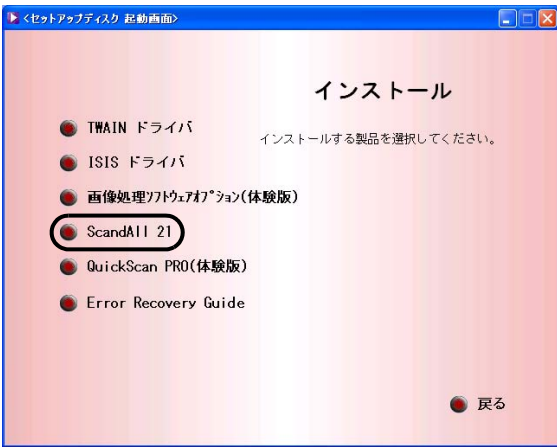 <セットアップディスク 起動画面>
インストール
インストールする製品を選択してください。
TWAIN ドライバ
ISIS ドライバ
画像処理ｿﾌﾄｳｪｱｵﾌﾟｼｮﾝ(体験版)
ScandAll 21
QuickScan PRO(体験版)
Error Recovery Guide
戻る